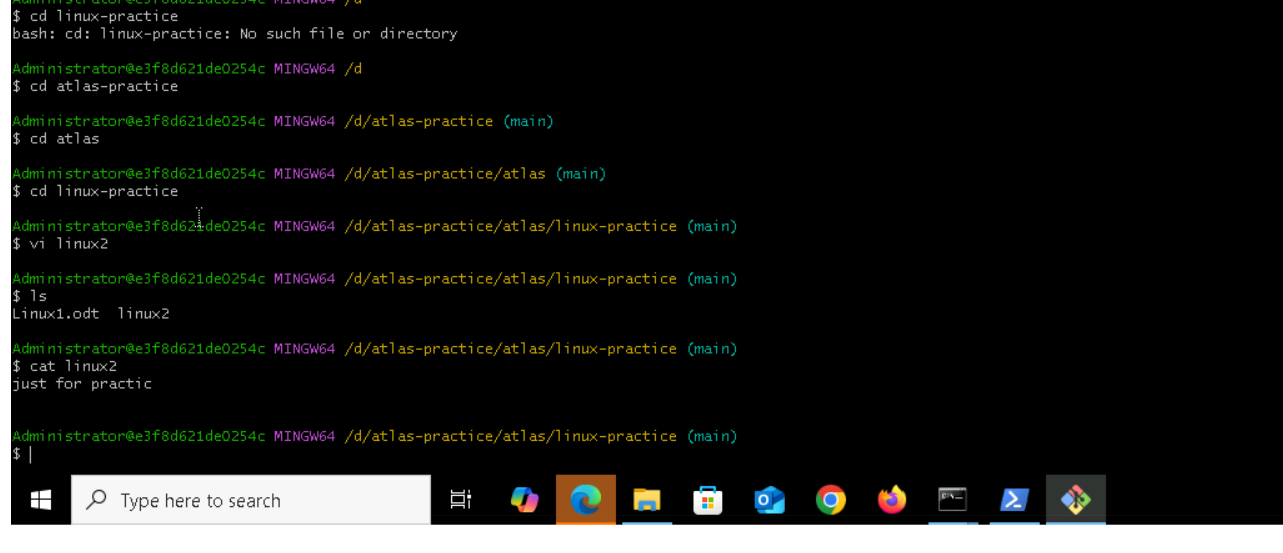 Administrator@e3f8d621de0254c MINGW64 /d
$ cd linux-practice
bash: cd: linux-practice: No such file or directory
Administrator@e3f8d621de0254c MINGW64 /d
$ cd atlas-practice
Administrator@e3f8d621de0254c MINGW64 /d/atlas-practice (main)
$ cd atlas
Administrator@e3f8d621de0254c MINGW64 /d/atlas-practice/atlas (main)
$ cd linux-practice
Administrator@e3f8d621de0254c MINGW64 /d/atlas-practice/atlas/linux-practice (main)
$ vi linux2
Administrator@e3f8d621de0254c MINGW64 /d/atlas-practice/atlas/linux-practice (main)
$ ls
Linux1.odt  linux2
Administrator@e3f8d621de0254c MINGW64 /d/atlas-practice/atlas/linux-practice (main)
$ cat linux2
just for practic
Administrator@e3f8d621de0254c MINGW64 /d/atlas-practice/atlas/linux-practice (main)
$
Type here to search